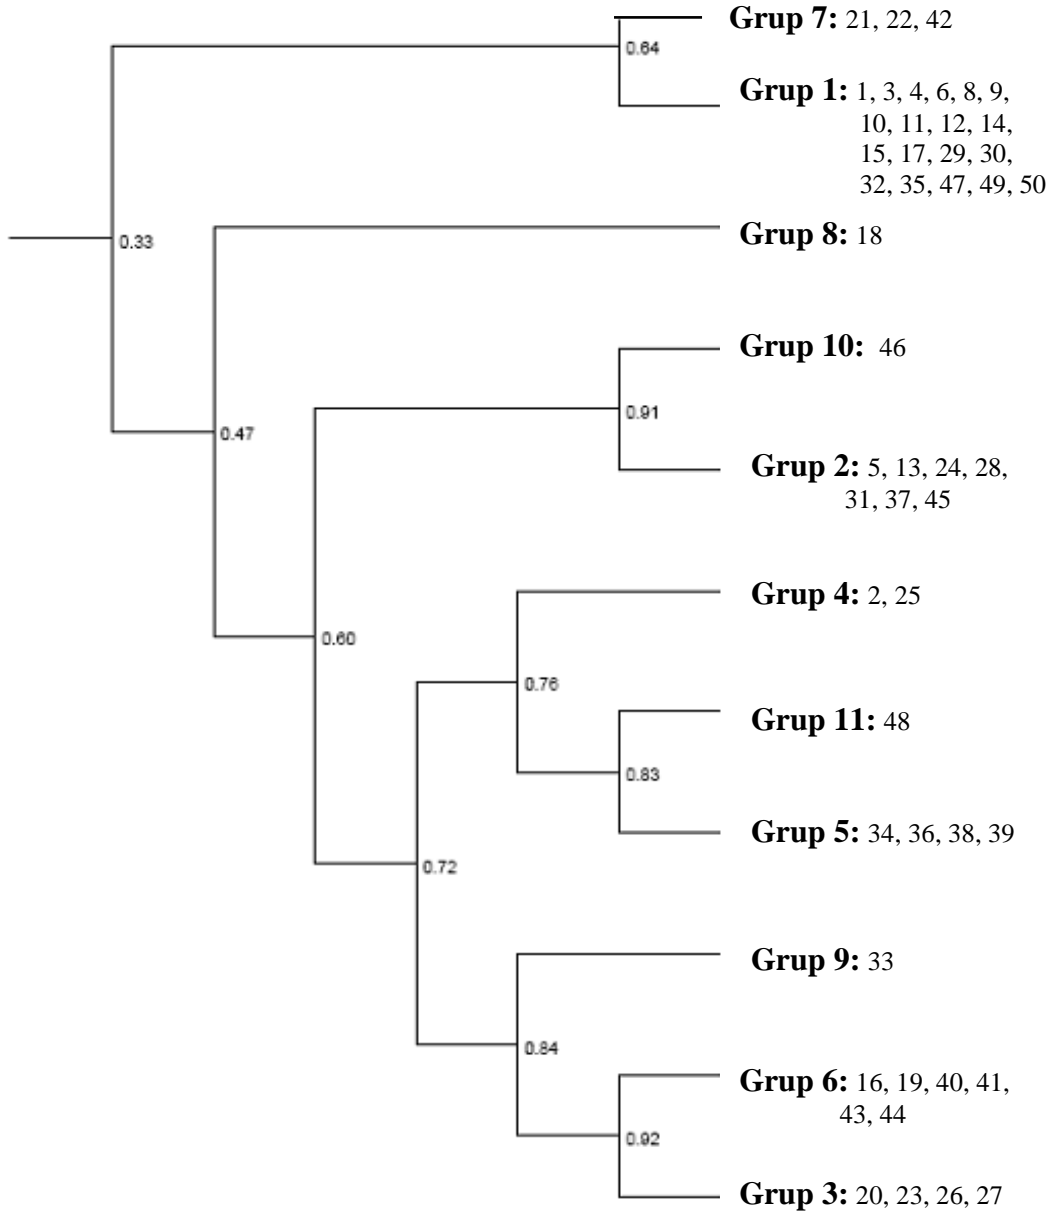 Grup 7: 21, 22, 42
0.64
Grup 1: 1, 3, 4, 6, 8, 9,
10, 11, 12, 14,
15, 17, 29, 30,
32, 35, 47, 49, 50
Grup 8: 18
0.33
Grup 10: 46
0.91
0.47
Grup 2: 5, 13, 24, 28,
31, 37, 45
Grup 4: 2, 25
0.60
0.76
Grup 11: 48
0.83
Grup 5: 34, 36, 38, 39
0.72
Grup 9: 33
0.84
Grup 6: 16, 19, 40, 41,
43, 44
0.92
Grup 3: 20, 23, 26, 27